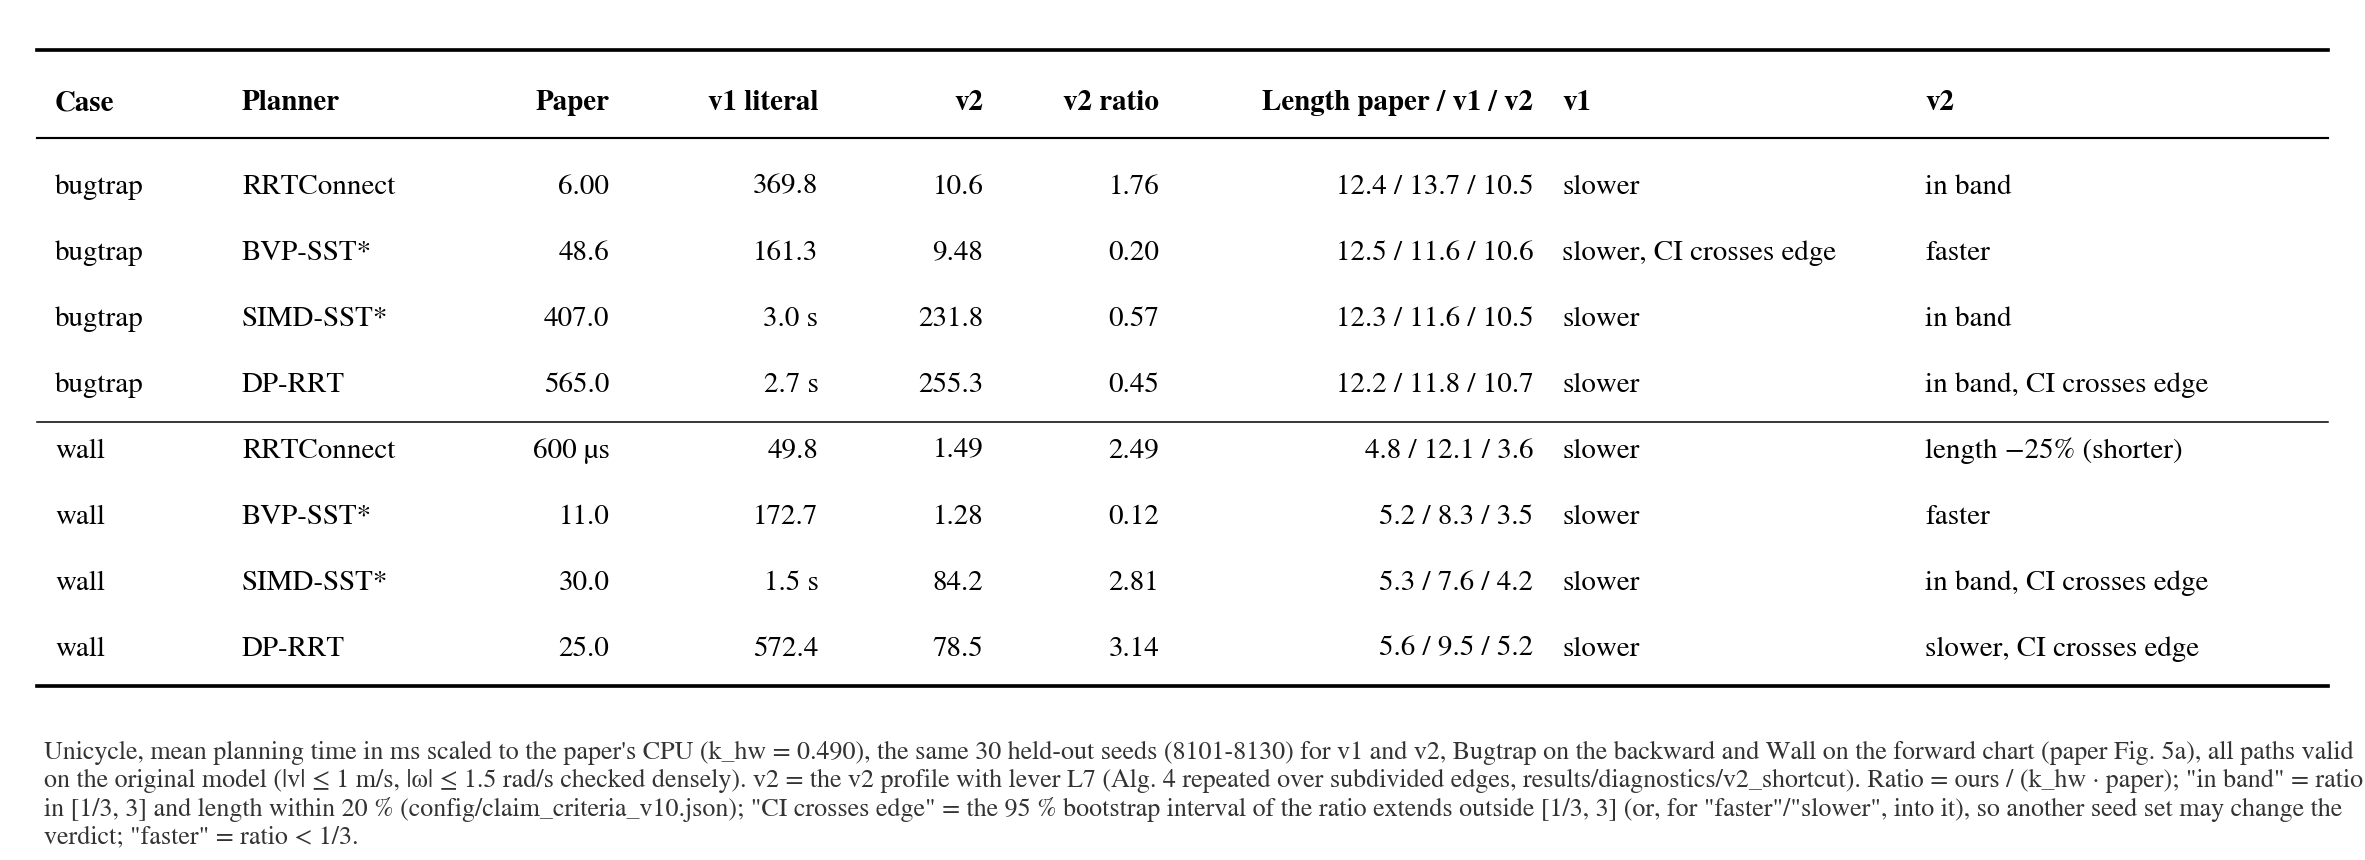 Case Planner Paper v1 literal v2 v2 ratio Length paper / v1 / v2 v1 v2
bugtrap RRTConnect 6.00 369.8 10.6 1.76 12.4 / 13.7 / 10.5 slower in band
bugtrap BVP-SST* 48.6 161.3 9.48 0.20 12.5 / 11.6 / 10.6 slower, CI crosses edge faster
bugtrap SIMD-SST* 407.0 3.0 s 231.8 0.57 12.3 / 11.6 / 10.5 slower in band
bugtrap DP-RRT 565.0 2.7 s 255.3 0.45 12.2 / 11.8 / 10.7 slower in band, CI crosses edge
wall RRTConnect 600 µs 49.8 1.49 2.49 4.8 / 12.1 / 3.6 slower length −25% (shorter)
wall BVP-SST* 11.0 172.7 1.28 0.12 5.2 / 8.3 / 3.5 slower faster
wall SIMD-SST* 30.0 1.5 s 84.2 2.81 5.3 / 7.6 / 4.2 slower in band, CI crosses edge
wall DP-RRT 25.0 572.4 78.5 3.14 5.6 / 9.5 / 5.2 slower slower, CI crosses edge
Unicycle, mean planning time in ms scaled to the paper's CPU (k_hw = 0.490), the same 30 held-out seeds (8101-8130) for v1 and v2, Bugtrap on the backward and Wall on the forward chart (paper Fig. 5a), all paths valid
on the original model (|v| ≤ 1 m/s, |ω| ≤ 1.5 rad/s checked densely). v2 = the v2 profile with lever L7 (Alg. 4 repeated over subdivided edges, results/diagnostics/v2_shortcut). Ratio = ours / (k_hw · paper); "in band" = ratio
in [1/3, 3] and length within 20 % (config/claim_criteria_v10.json); "CI crosses edge" = the 95 % bootstrap interval of the ratio extends outside [1/3, 3] (or, for "faster"/"slower", into it), so another seed set may change the
verdict; "faster" = ratio < 1/3.